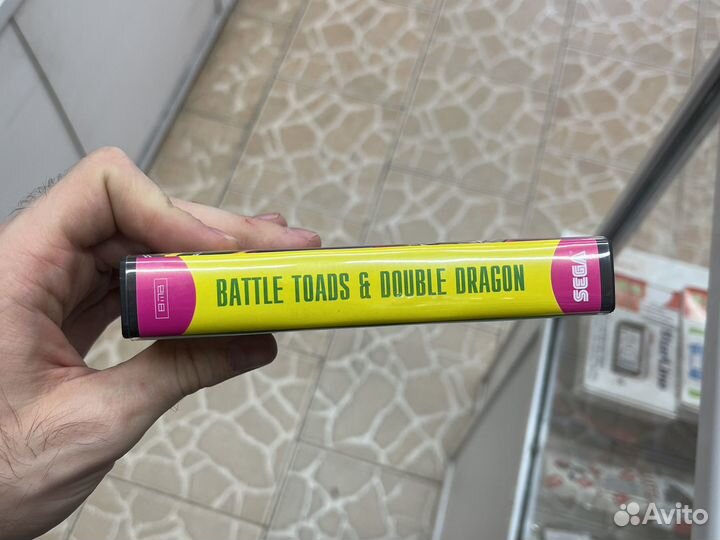 BATTLE TOADS & DOUBLE DRAGON
SEGA
Avito